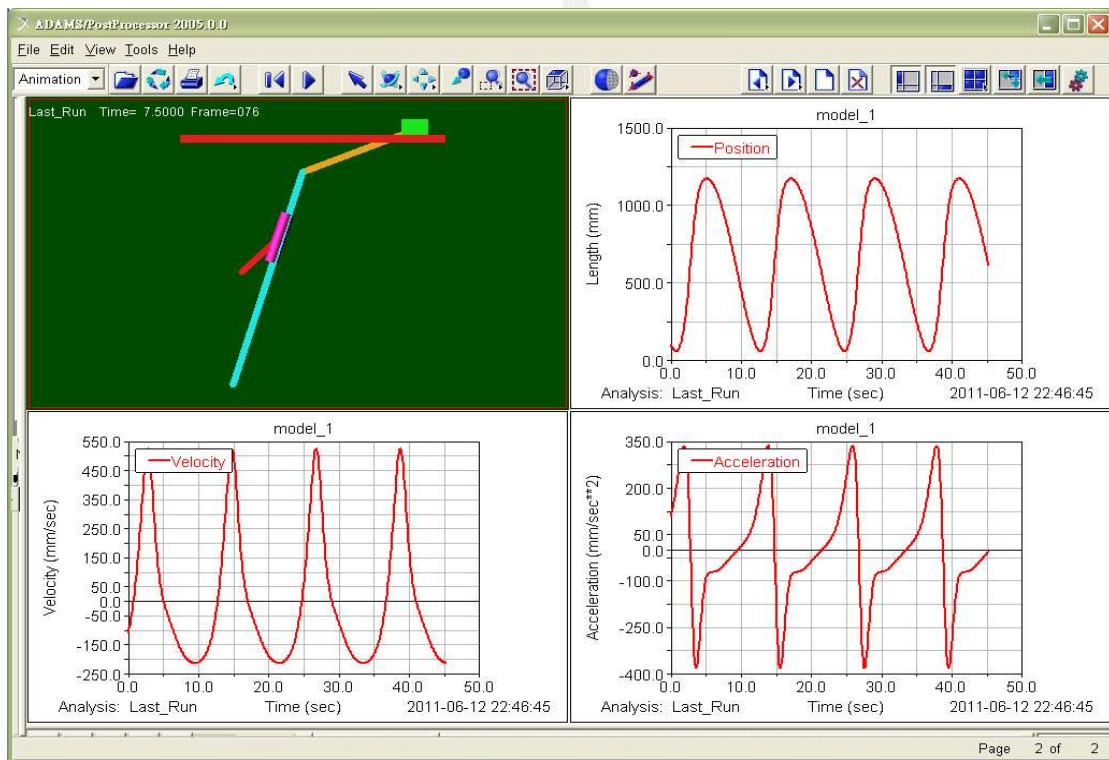 ADAMS/PostProcessor 2005.0.0
File Edit View Tools Help
Animation
Last_Run Time= 7.5000 Frame=076
model_1
1500.0
1000.0
500.0
0.0
Length (mm)
Position
0.0 10.0 20.0 30.0 40.0 50.0
Analysis: Last_Run Time (sec) 2011-06-12 22:46:45
model_1
550.0
450.0
350.0
250.0
150.0
50.0
0.0
-50.0
-150.0
-250.0
Velocity (mm/sec)
Velocity
0.0 10.0 20.0 30.0 40.0 50.0
Analysis: Last_Run Time (sec) 2011-06-12 22:46:45
model_1
350.0
200.0
50.0
0.0
-100.0
-250.0
-400.0
Acceleration (mm/sec**2)
Acceleration
0.0 10.0 20.0 30.0 40.0 50.0
Analysis: Last_Run Time (sec) 2011-06-12 22:46:45
Page 2 of 2